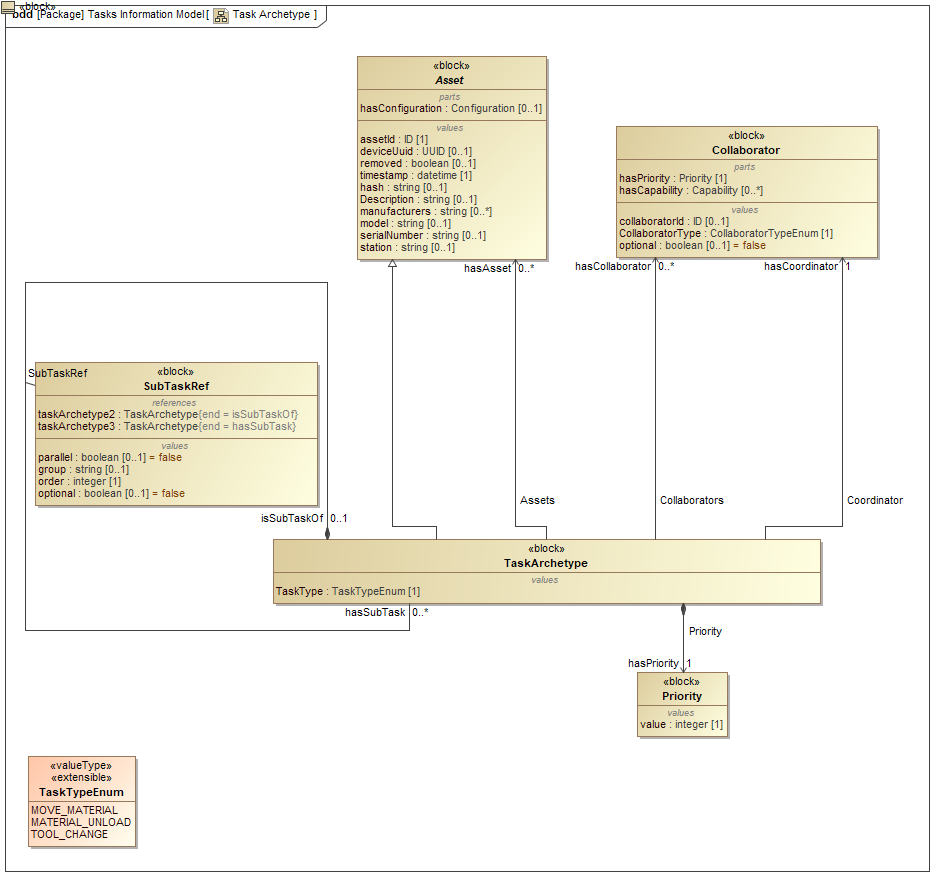 «block»
bdd [Package] Tasks Information Model[ Task Archetype ]
«block»
Asset
parts
hasConfiguration : Configuration [0..1]
values
assetId : ID [1]
deviceUuid : UUID [0..1]
removed : boolean [0..1]
timestamp : datetime [1]
hash : string [0..1]
Description : string [0..1]
manufacturers : string [0..*]
model : string [0..1]
serialNumber : string [0..1]
station : string [0..1]
«block»
Collaborator
parts
hasPriority : Priority [1]
hasCapability : Capability [0..*]
values
collaboratorId : ID [0..1]
CollaboratorType : CollaboratorTypeEnum [1]
optional : boolean [0..1] = false
hasAsset 0..*
hasCollaborator 0..*
hasCoordinator 1
SubTaskRef
«block»
SubTaskRef
references
taskArchetype2 : TaskArchetype{end = isSubTaskOf}
taskArchetype3 : TaskArchetype{end = hasSubTask}
values
parallel : boolean [0..1] = false
group : string [0..1]
order : integer [1]
optional : boolean [0..1] = false
Assets
Collaborators
Coordinator
isSubTaskOf 0..1
«block»
TaskArchetype
values
TaskType : TaskTypeEnum [1]
hasSubTask 0..*
Priority
hasPriority 1
«block»
Priority
values
value : integer [1]
«valueType»
«extensible»
TaskTypeEnum
MOVE_MATERIAL
MATERIAL_UNLOAD
TOOL_CHANGE